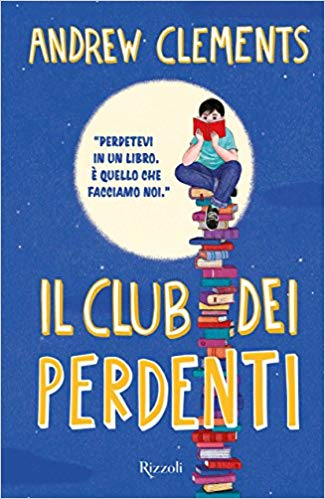 ANDREW CLEMENTS
"PERDETEVI
IN UN LIBRO.
È QUELLO CHE
FACCIAMO NOI."
IL CLUB DEI
PERDENTI
Rizzoli